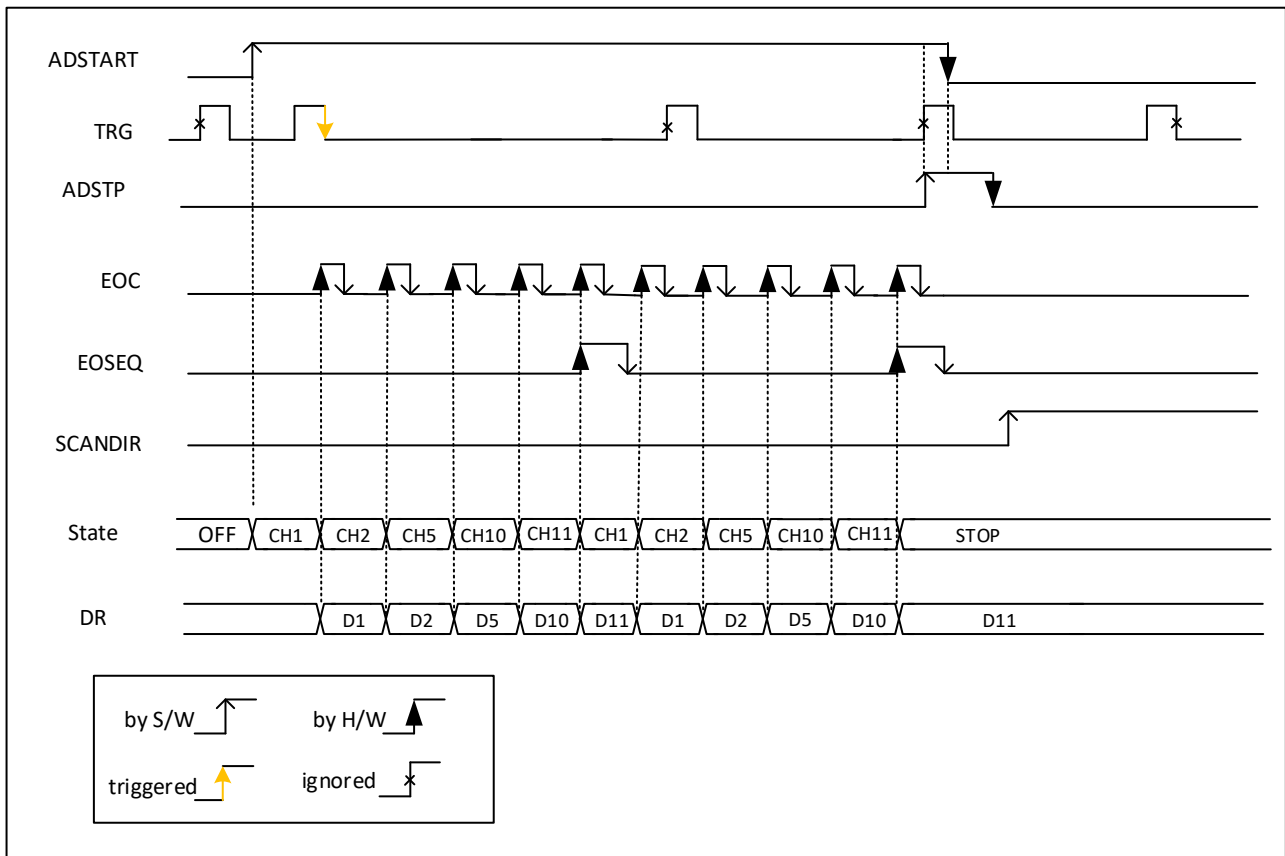 ADSTART
TRG
ADSTP
EOC
EOSEQ
SCANDIR
State OFF CH1 CH2 CH5 CH10 CH11 CH1 CH2 CH5 CH10 CH11 STOP
DR D1 D2 D5 D10 D11 D1 D2 D5 D10 D11
by S/W by H/W
triggered ignored